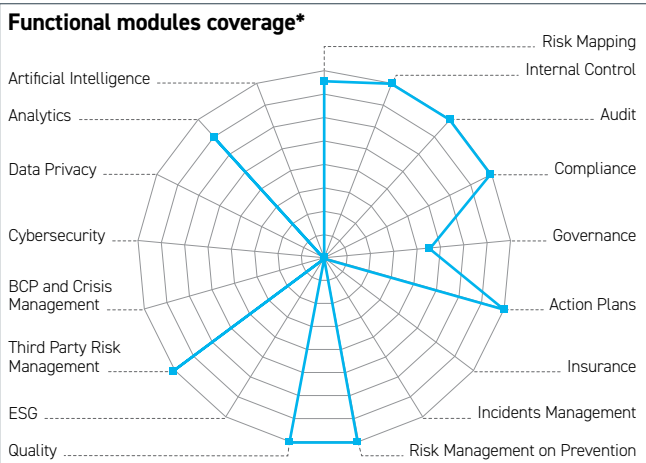 Functional modules coverage*
Risk Mapping
Internal Control
Audit
Compliance
Governance
Action Plans
Insurance
Incidents Management
Risk Management on Prevention
Quality
ESG
Third Party Risk
Management
BCP and Crisis
Management
Cybersecurity
Data Privacy
Analytics
Artificial Intelligence